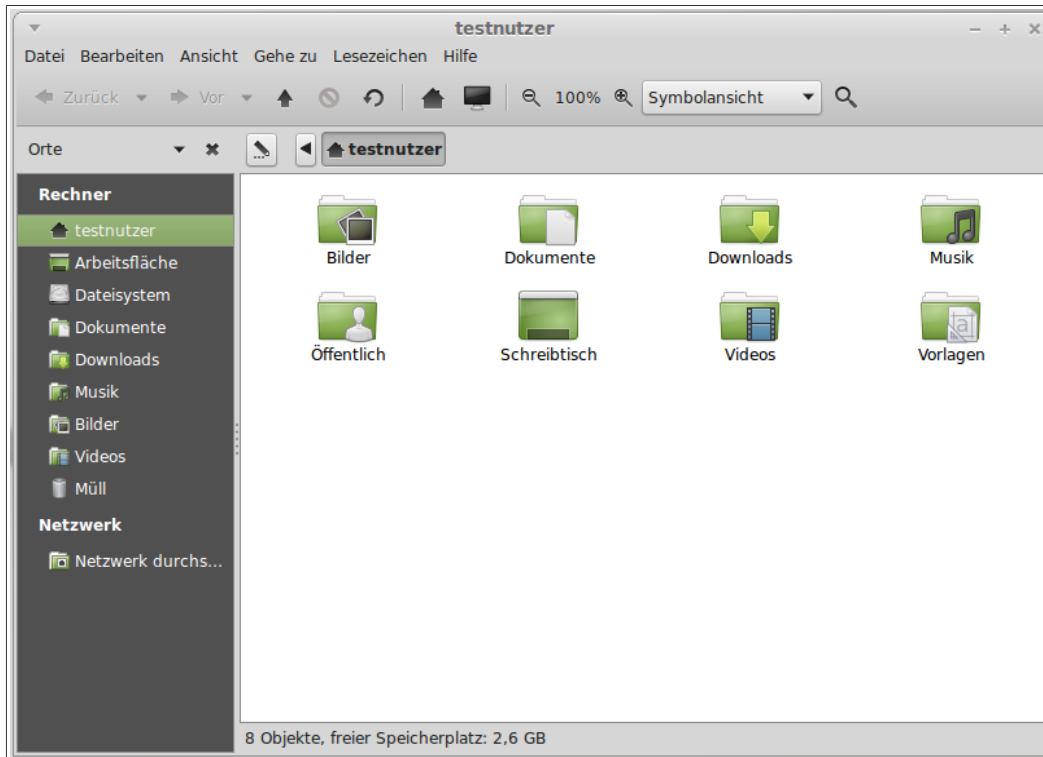 testnutzer
Datei Bearbeiten Ansicht Gehe zu Lesezeichen Hilfe
Zurück Vor 100% Symbolansicht
Orte testnutzer
Rechner
testnutzer
Arbeitsfläche
Dateisystem
Dokumente
Downloads
Musik
Bilder
Videos
Müll
Netzwerk
Netzwerk durchs...
Bilder Dokumente Downloads Musik
Öffentlich Schreibtisch Videos Vorlagen
8 Objekte, freier Speicherplatz: 2,6 GB